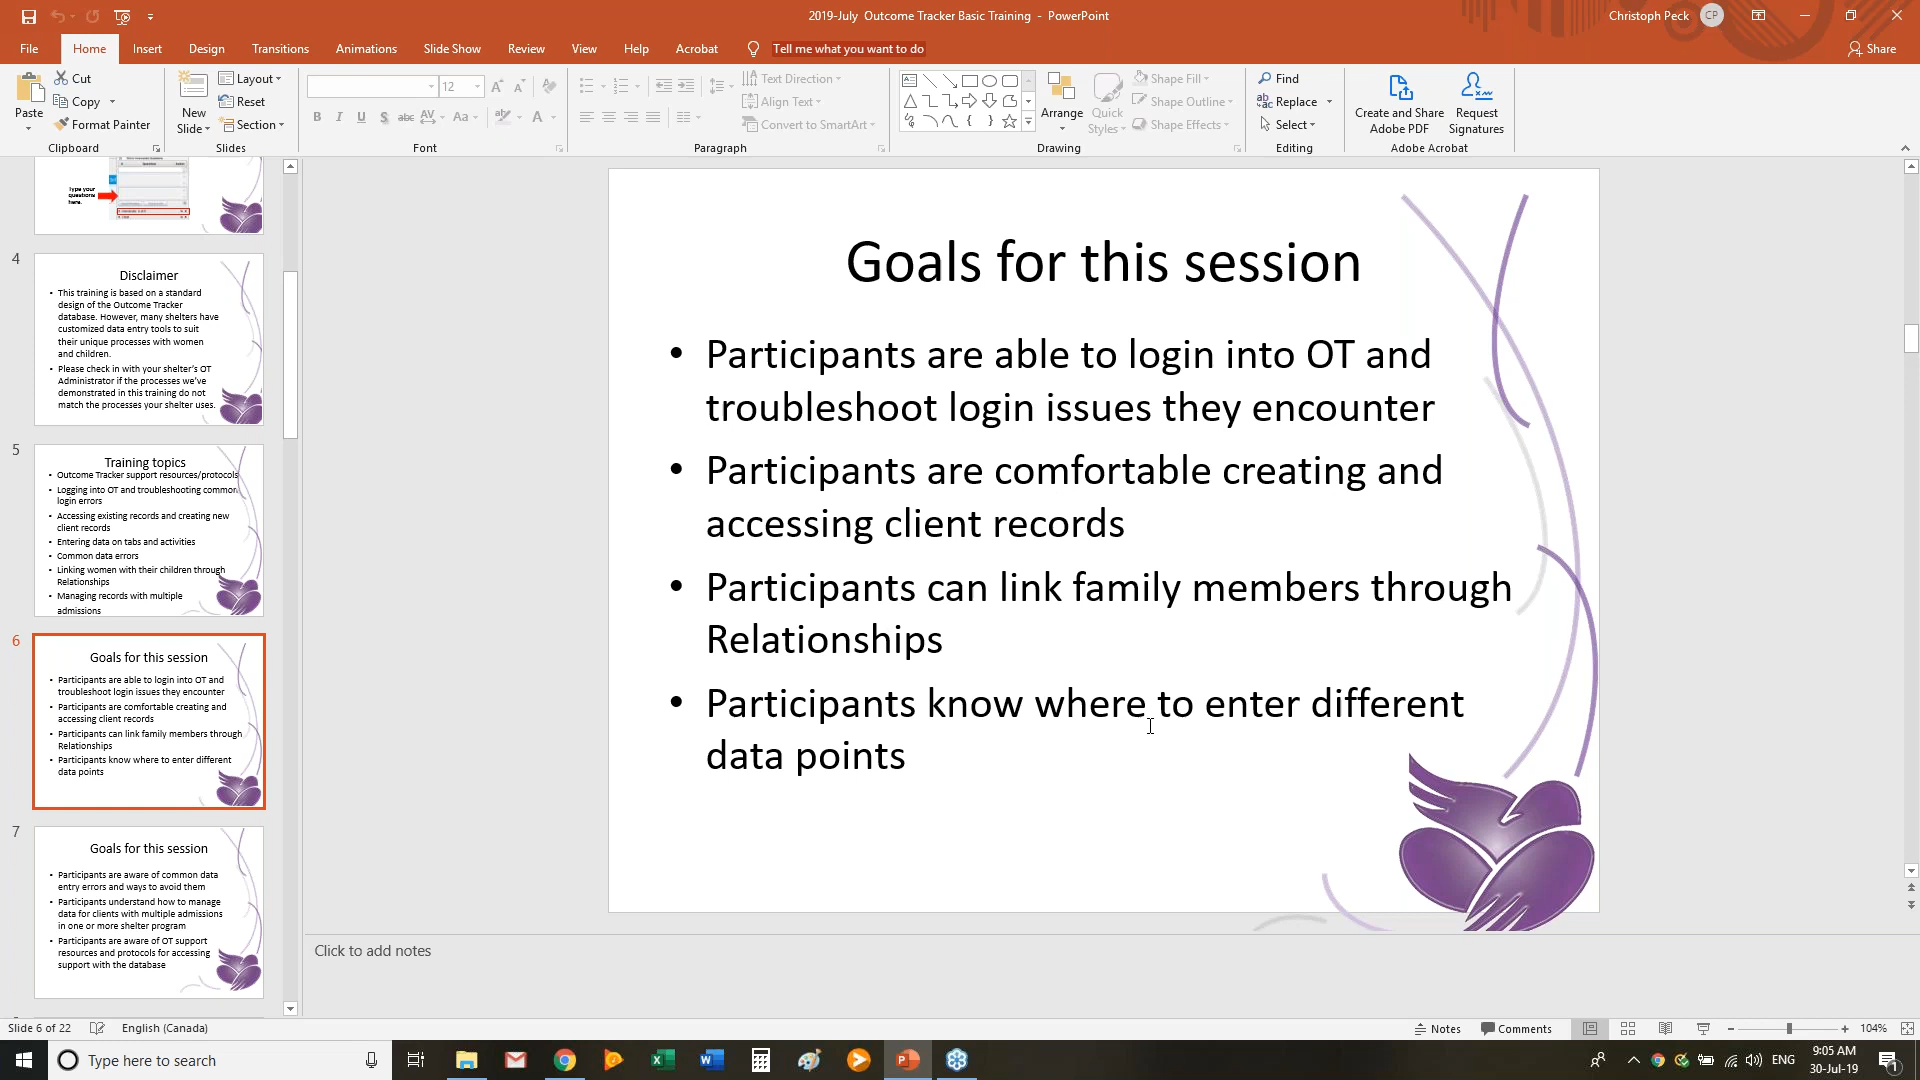 2019-July  Outcome Tracker Basic Training  -  PowerPoint
Christoph Peck
CP
File
Home
Insert
Design
Transitions
Animations
Slide Show
Review
View
Help
Acrobat
Tell me what you want to do
Share
Paste
Cut
Copy
Format Painter
Clipboard
New Slide
Layout
Reset
Section
Slides
12
Font
Text Direction
Align Text
Convert to SmartArt
Paragraph
Arrange
Quick Styles
Shape Fill
Shape Outline
Shape Effects
Drawing
Find
Replace
Select
Editing
Create and Share Adobe PDF
Request Signatures
Adobe Acrobat
Type your
questions
here.
4
Disclaimer
• This training is based on a standard
design of the Outcome Tracker
database. However, many shelters have
customized data entry tools to suit
their unique processes with women
and children.
• Please check in with your shelter's OT
Administrator if the processes we've
demonstrated in this training do not
match the processes your shelter uses.
5
Training topics
• Outcome Tracker support resources/protocols
• Logging into OT and troubleshooting common
login errors
• Accessing existing records and creating new
client records
• Entering data on tabs and activities
• Common data errors
• Linking women with their children through
Relationships
• Managing records with multiple
admissions
6
Goals for this session
• Participants are able to login into OT and
troubleshoot login issues they encounter
• Participants are comfortable creating and
accessing client records
• Participants can link family members through
Relationships
• Participants know where to enter different
data points
7
Goals for this session
• Participants are aware of common data
entry errors and ways to avoid them
• Participants understand how to manage
data for clients with multiple admissions
in one or more shelter program
• Participants are aware of OT support
resources and protocols for accessing
support with the database
Goals for this session
• Participants are able to login into OT and
troubleshoot login issues they encounter
• Participants are comfortable creating and
accessing client records
• Participants can link family members through
Relationships
• Participants know where to enter different
data points
Click to add notes
Slide 6 of 22
English (Canada)
Notes
Comments
104%
Type here to search
ENG
9:05 AM
30-Jul-19
1